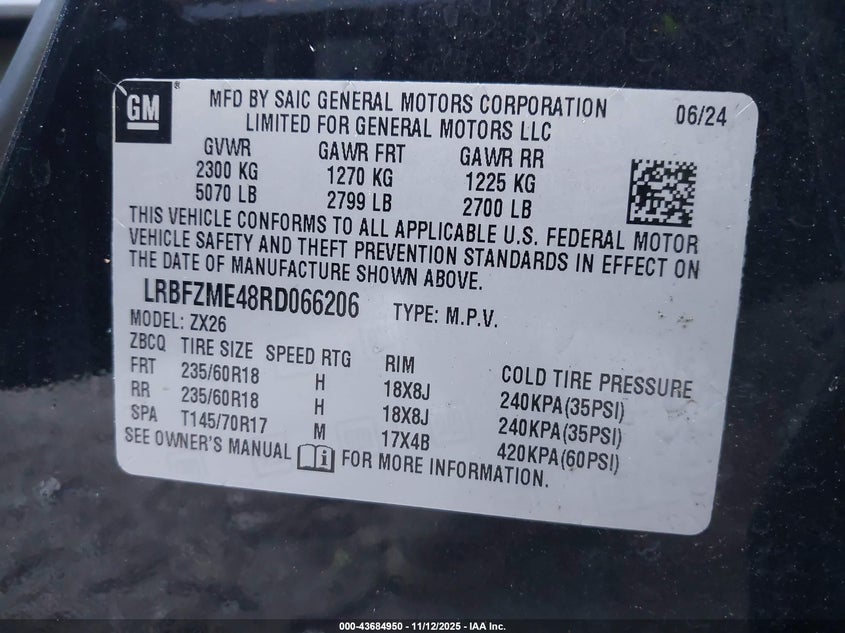 GM ®
MFD BY SAIC GENERAL MOTORS CORPORATION 06/24
LIMITED FOR GENERAL MOTORS LLC
GVWR GAWR FRT GAWR RR
2300 KG 1270 KG 1225 KG
5070 LB 2799 LB 2700 LB
THIS VEHICLE CONFORMS TO ALL APPLICABLE U.S. FEDERAL MOTOR
VEHICLE SAFETY AND THEFT PREVENTION STANDARDS IN EFFECT ON
THE DATE OF MANUFACTURE SHOWN ABOVE.
LRBFZME48RD066206 TYPE: M.P.V.
MODEL: ZX26
ZBCQ TIRE SIZE SPEED RTG RIM COLD TIRE PRESSURE
FRT 235/60R18 H 18X8J 240KPA(35PSI)
RR 235/60R18 H 18X8J 240KPA(35PSI)
SPA T145/70R17 M 17X4B 420KPA(60PSI)
SEE OWNER'S MANUAL i FOR MORE INFORMATION.
000-43684950 - 11/12/2025 - IAA Inc.